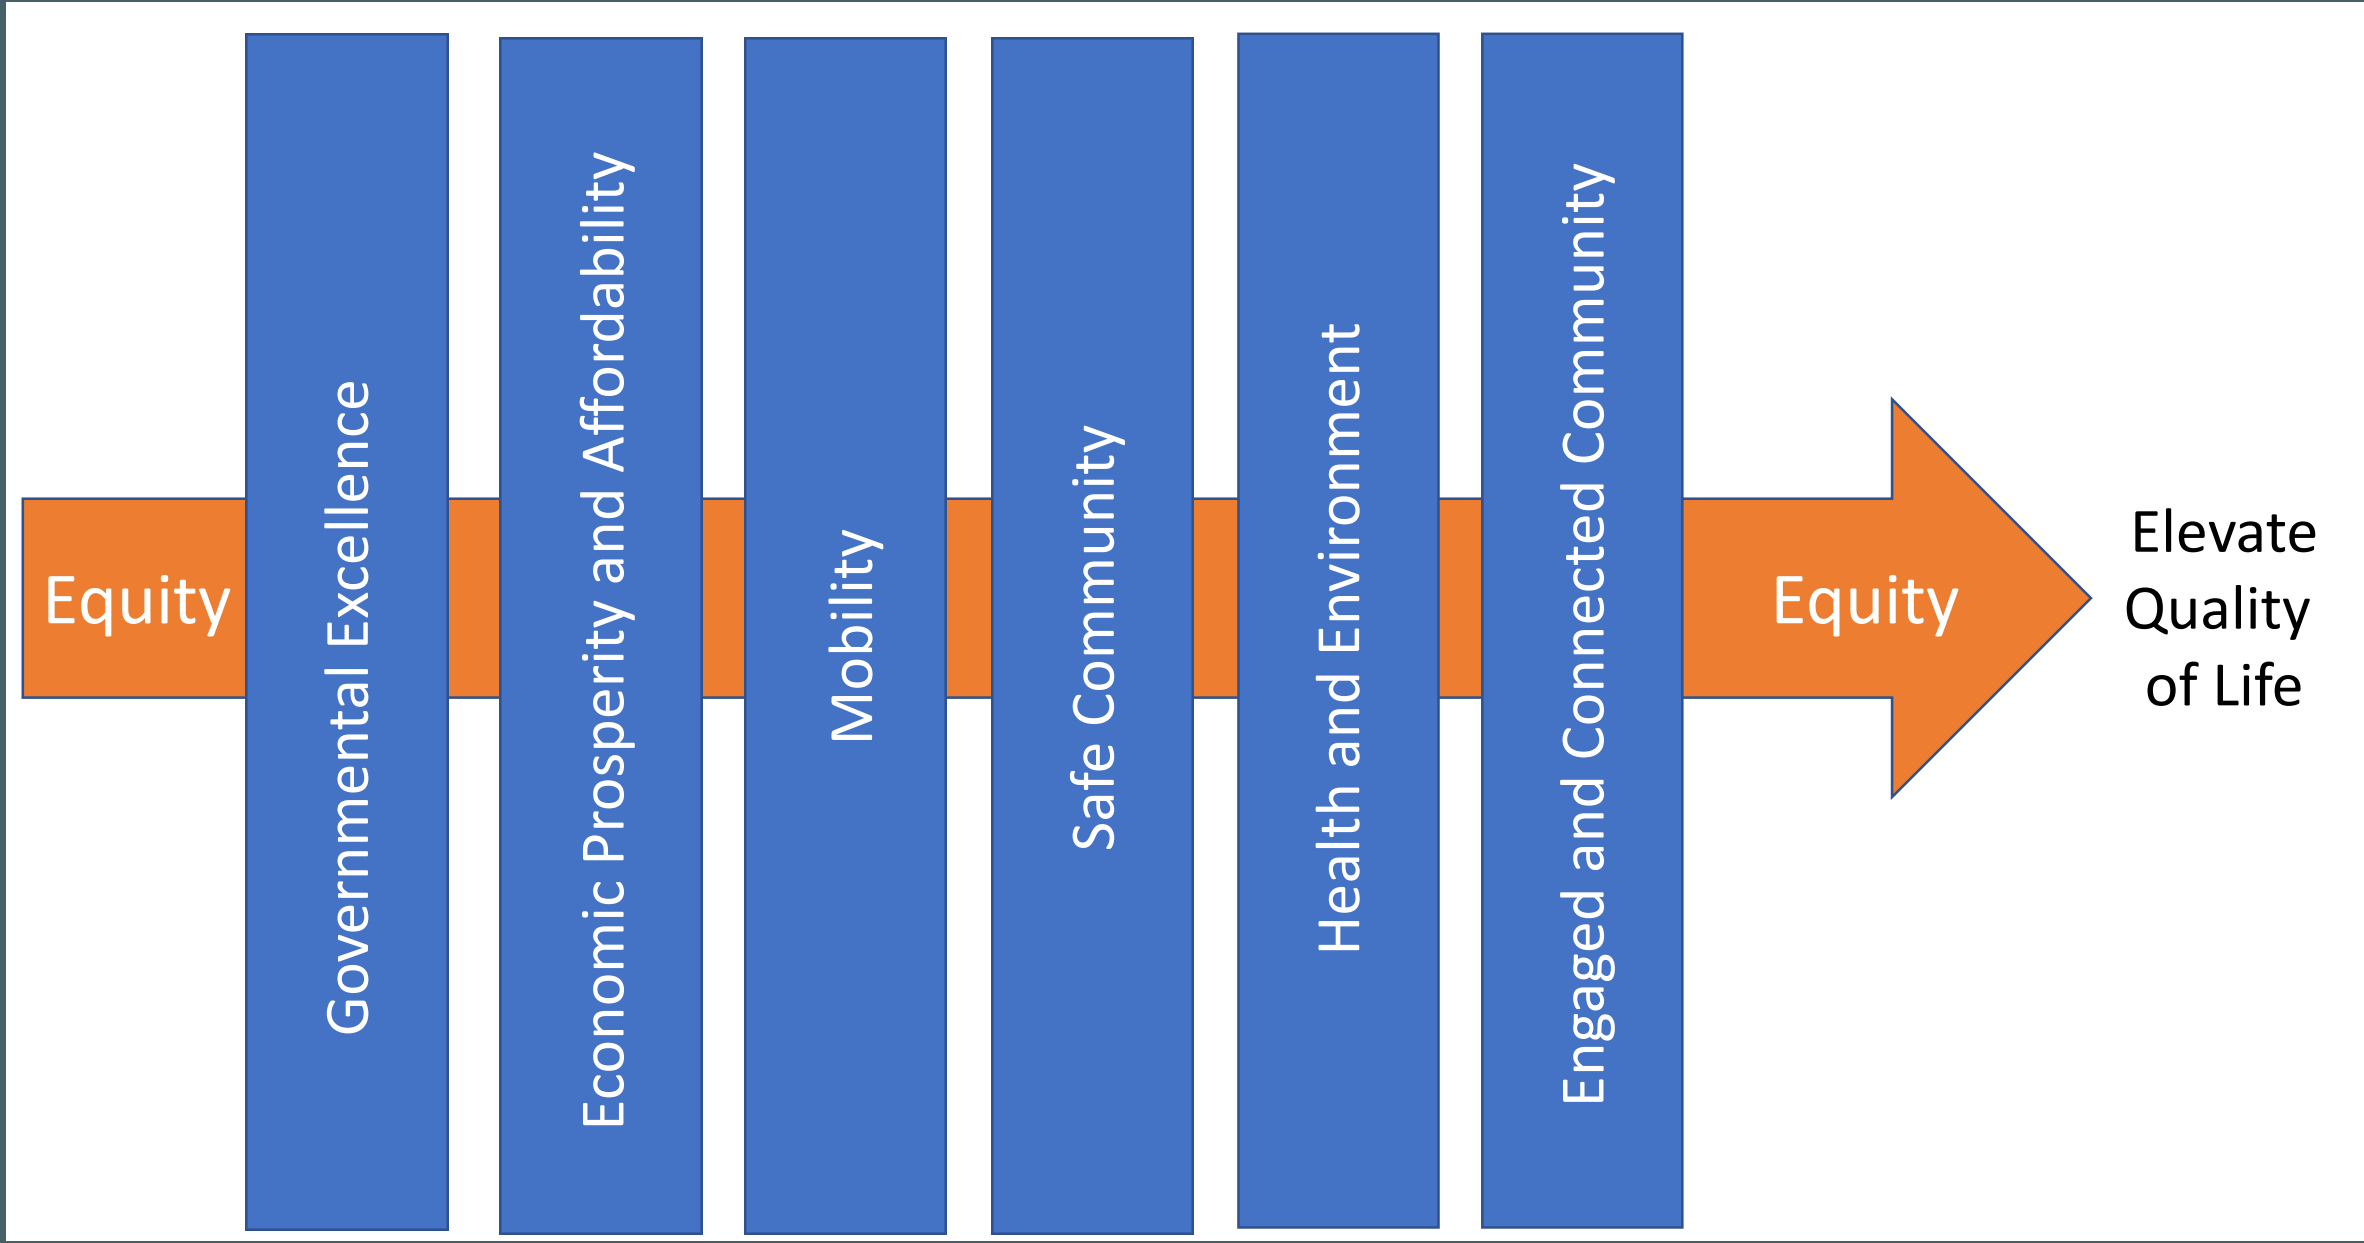 Equity
Governmental Excellence
Economic Prosperity and Affordability
Mobility
Safe Community
Health and Environment
Engaged and Connected Community
Equity
Elevate
Quality
of Life